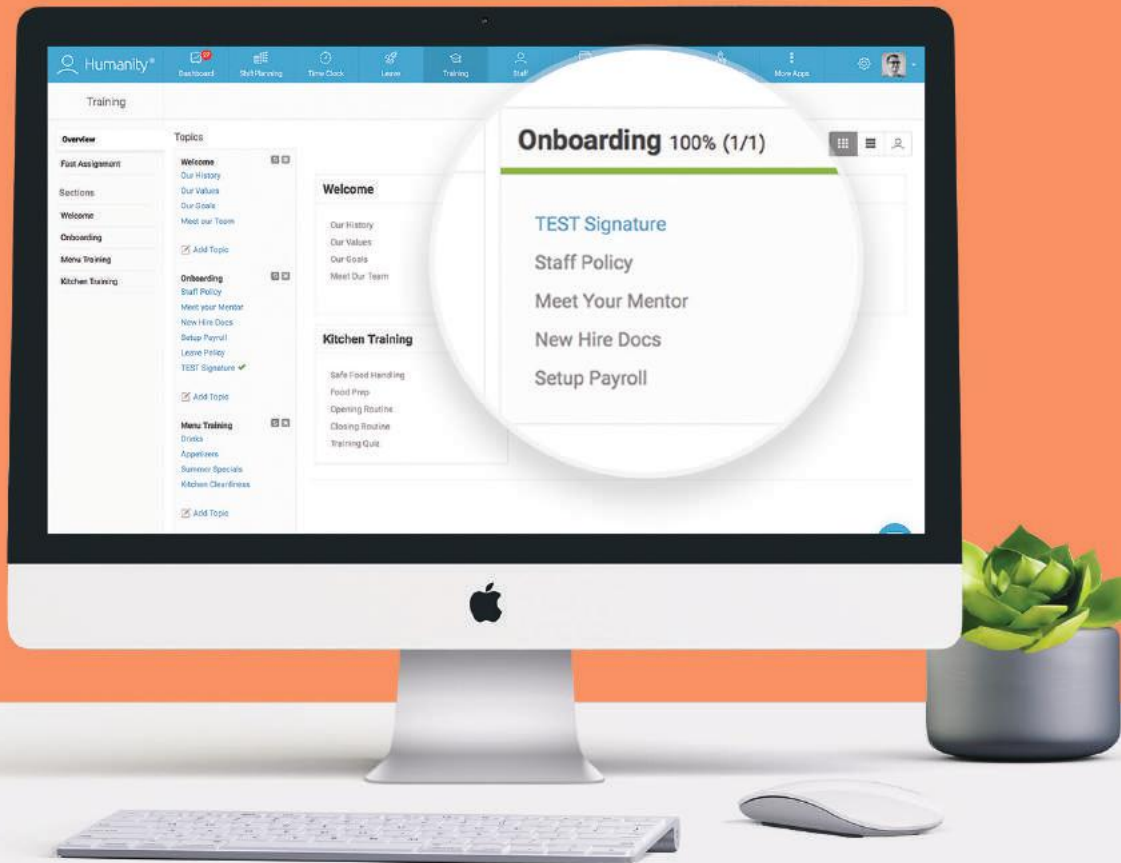 Humanity®
27
Dashboard
ShiftPlanning
Time Clock
Leave
Training
Staff
More Apps
Training
Overview
Fast Assignment
Sections
Welcome
Onboarding
Menu Training
Kitchen Training
Topics
Welcome
Our History
Our Values
Our Goals
Meet our Team
Add Topic
Onboarding
Staff Policy
Meet your Mentor
New Hire Docs
Setup Payroll
Leave Policy
TEST Signature
Add Topic
Menu Training
Drinks
Appetizers
Summer Specials
Kitchen Cleanliness
Add Topic
Welcome
Our History
Our Values
Our Goals
Meet Our Team
Kitchen Training
Safe Food Handling
Food Prep
Opening Routine
Closing Routine
Training Quiz
Onboarding 100% (1/1)
TEST Signature
Staff Policy
Meet Your Mentor
New Hire Docs
Setup Payroll